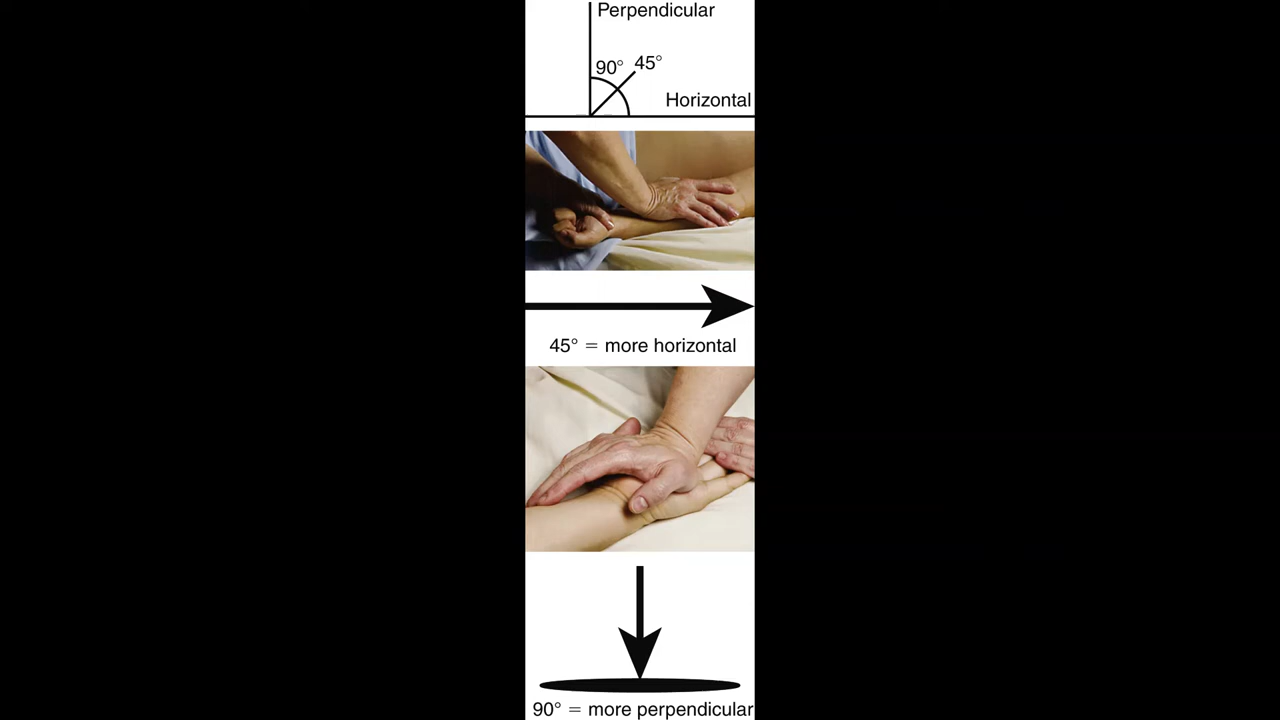 Perpendicular
90° 45°
Horizontal
45° = more horizontal
90° = more perpendicular